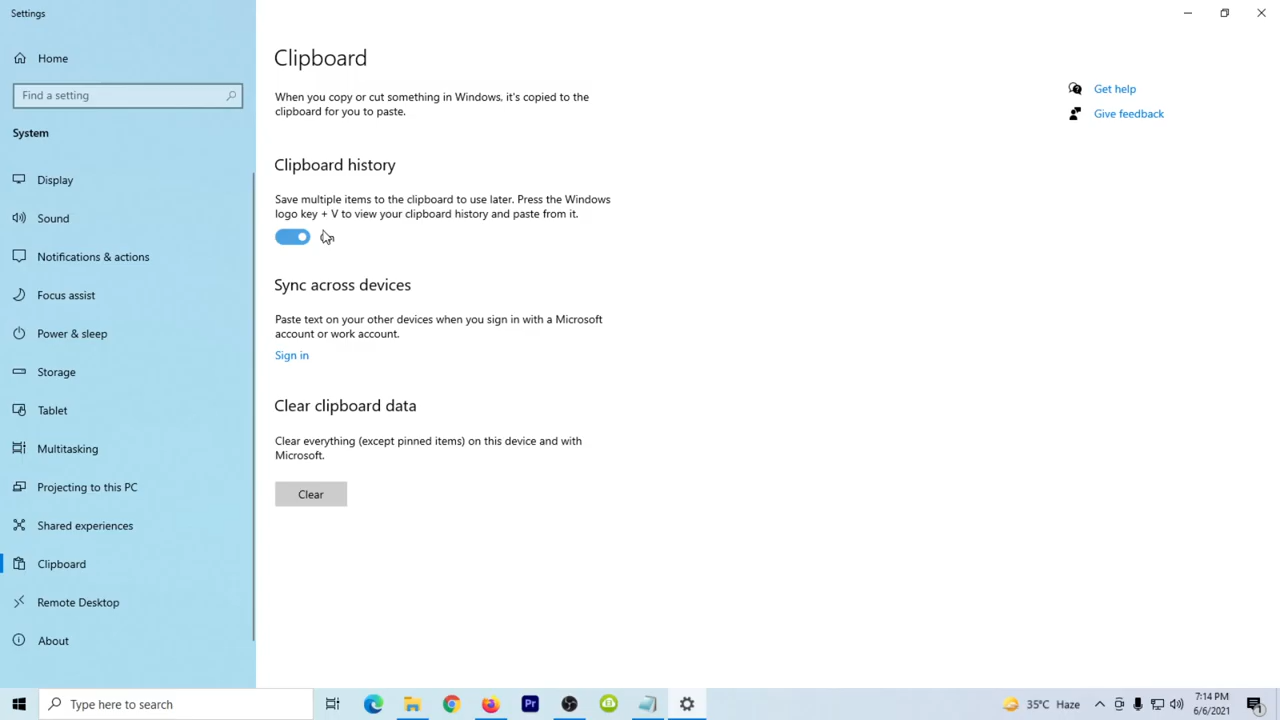 Settings
Home
Find a setting
System
Display
Sound
Notifications & actions
Focus assist
Power & sleep
Storage
Tablet
Multitasking
Projecting to this PC
Shared experiences
Clipboard
Remote Desktop
About
Clipboard
When you copy or cut something in Windows, it's copied to the
clipboard for you to paste.
Clipboard history
Save multiple items to the clipboard to use later. Press the Windows
logo key + V to view your clipboard history and paste from it.
Sync across devices
Paste text on your other devices when you sign in with a Microsoft
account or work account.
Sign in
Clear clipboard data
Clear everything (except pinned items) on this device and with
Microsoft.
Clear
Get help
Give feedback
Type here to search
Pr
35°C Haze
7:14 PM
6/6/2021
1